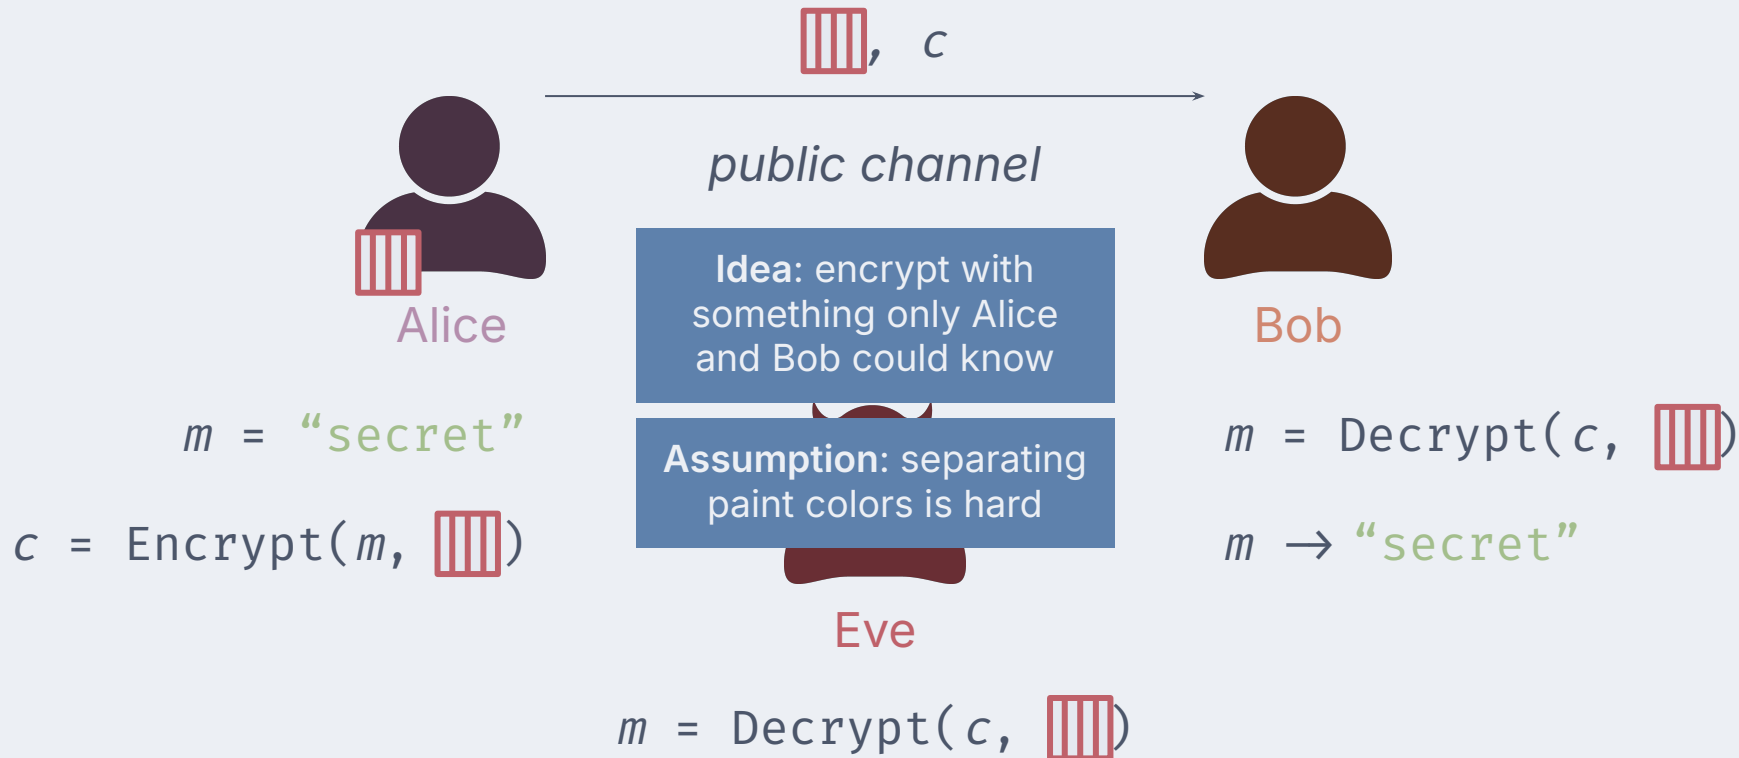 , c
public channel
Idea: encrypt with
something only Alice
and Bob could know
Alice
Bob
m = “secret”
Assumption: separating
paint colors is hard
m = Decrypt(c, )
c = Encrypt(m, )
m → “secret”
Eve
m = Decrypt(c, )